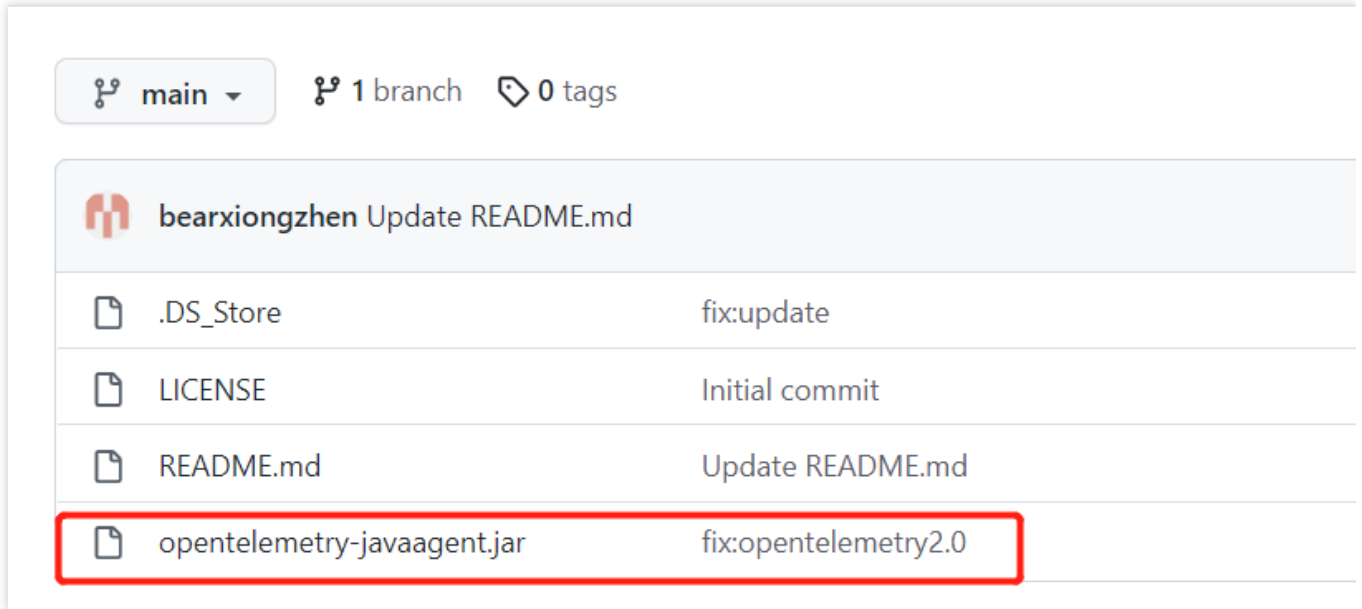 main 1 branch 0 tags
bearxiongzhen Update README.md
.DS_Store fix:update
LICENSE Initial commit
README.md Update README.md
opentelemetry-javaagent.jar fix:opentelemetry2.0